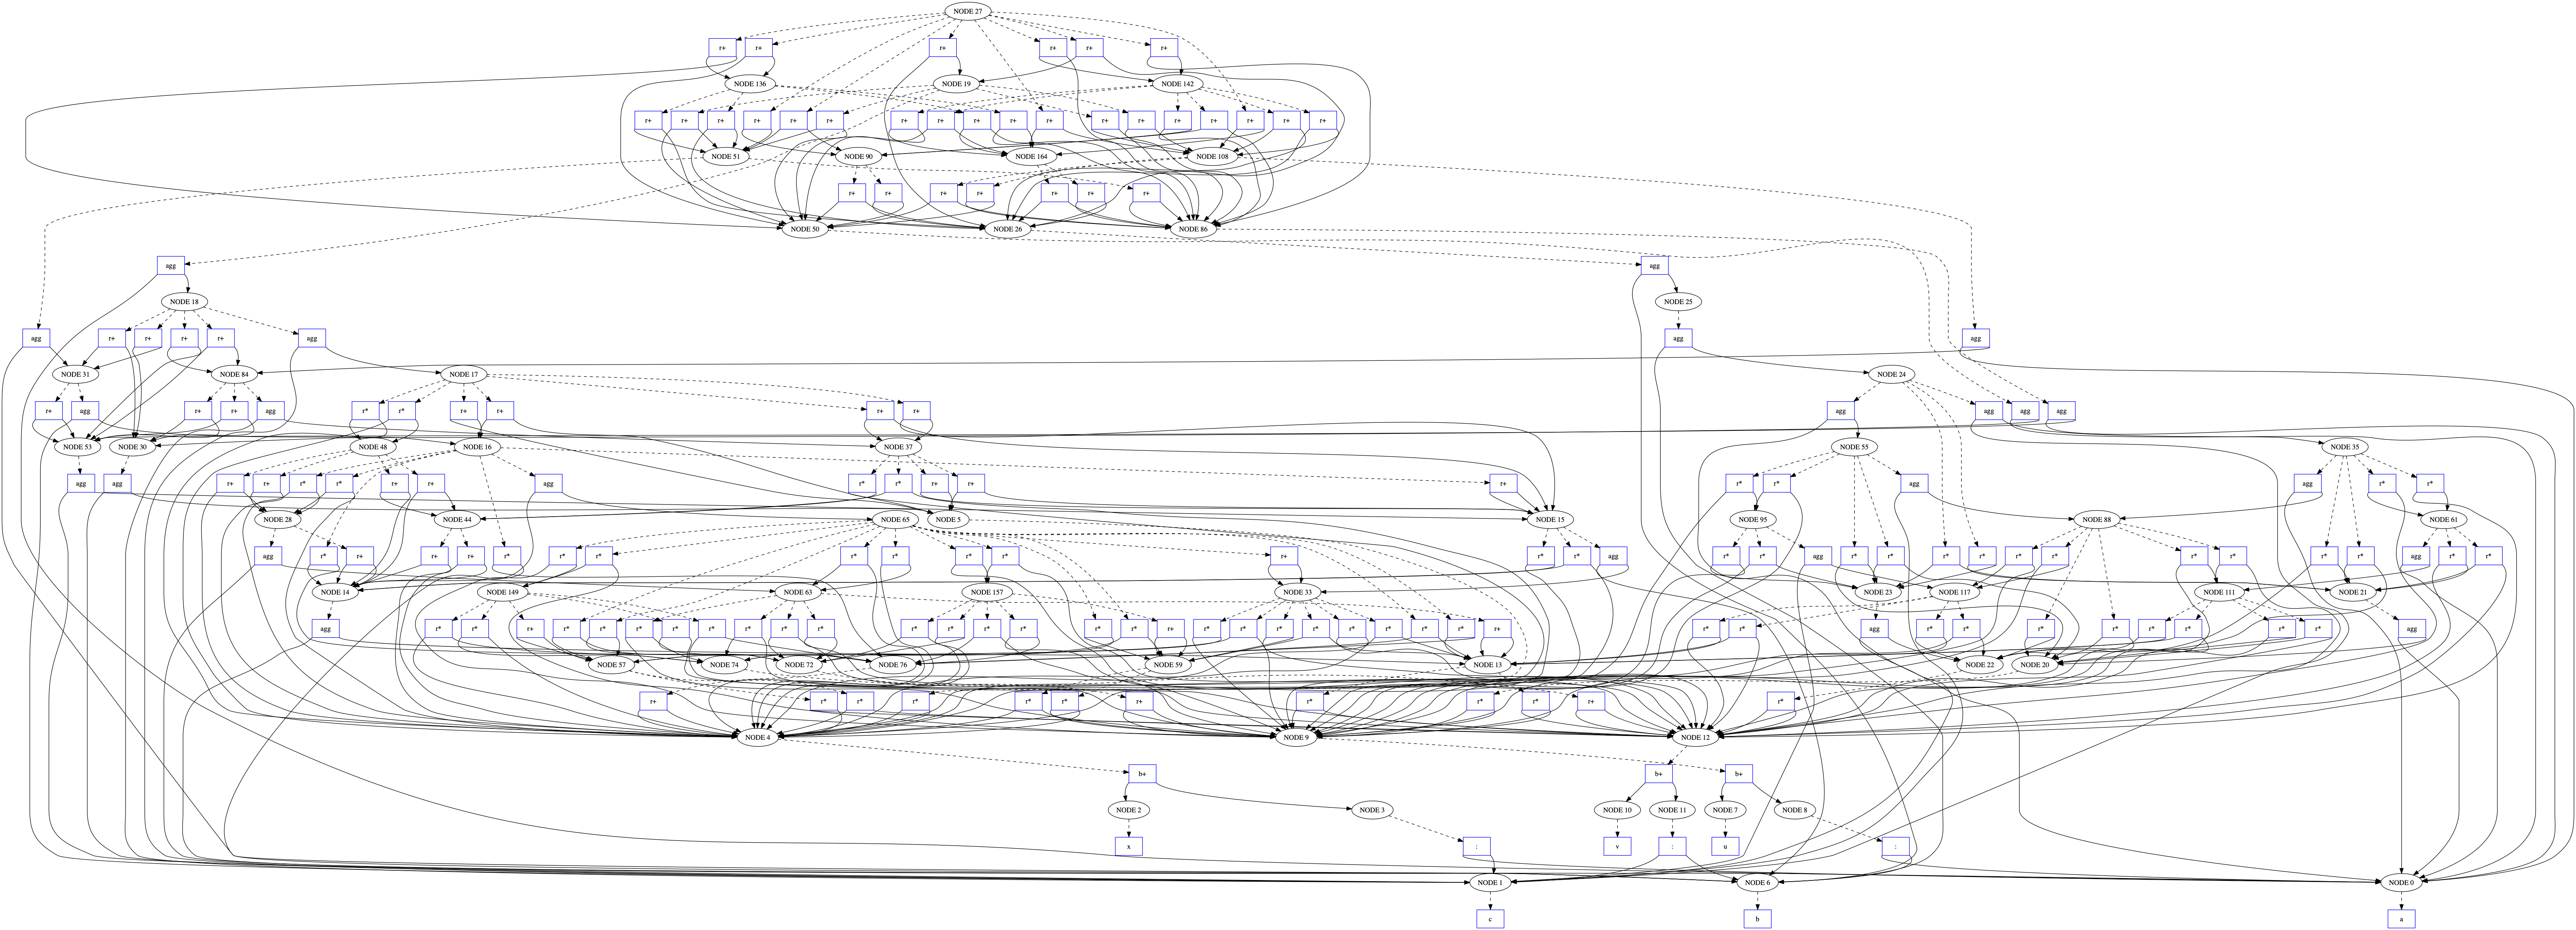 NODE 27
r+ r+ r+ r+ r+ r+
NODE 136 NODE 19 NODE 142
r+ r+ r+ r+ r+ r+ r+ r+ r+ r+ r+ r+ r+ r+ r+ r+ r+ r+
NODE 51 NODE 90 NODE 164 NODE 108
r+ r+ r+ r+ r+ r+ r+
NODE 50 NODE 26 NODE 86
agg agg
NODE 18 NODE 25
agg r+ r+ r+ r+ agg agg agg
NODE 31 NODE 84 NODE 17 NODE 24
r+ agg r+ r+ agg r* r* r+ r+ r+ r+ agg agg agg agg
NODE 53 NODE 30 NODE 48 NODE 16 NODE 37 NODE 55 NODE 35
agg agg r+ r+ r* r* r+ r+ agg r* r* r+ r+ r+ r* r* agg agg r* r*
NODE 28 NODE 44 NODE 65 NODE 5 NODE 15 NODE 95 NODE 88 NODE 61
agg r* r+ r+ r+ r* r* r* r* r* r* r* r+ r* r* agg r* r* agg r* r* r* r* r* r* r* r* r* r* agg r* r*
NODE 14 NODE 149 NODE 63 NODE 157 NODE 33 NODE 23 NODE 117 NODE 111 NODE 21
agg r* r* r+ r* r* r* r* r* r* r* r* r* r* r* r* r* r* r+ r* r* r* r* r* r* r* r* r+ r* r* agg r* r* r* r* r* r* r* r* agg
NODE 57 NODE 74 NODE 72 NODE 76 NODE 59 NODE 13 NODE 22 NODE 20
r+ r* r* r* r* r* r+ r* r* r* r+ r*
NODE 4 NODE 9 NODE 12
b+ b+ b+
NODE 2 NODE 3 NODE 10 NODE 11 NODE 7 NODE 8
x : v : u :
NODE 1 NODE 6 NODE 0
c b a